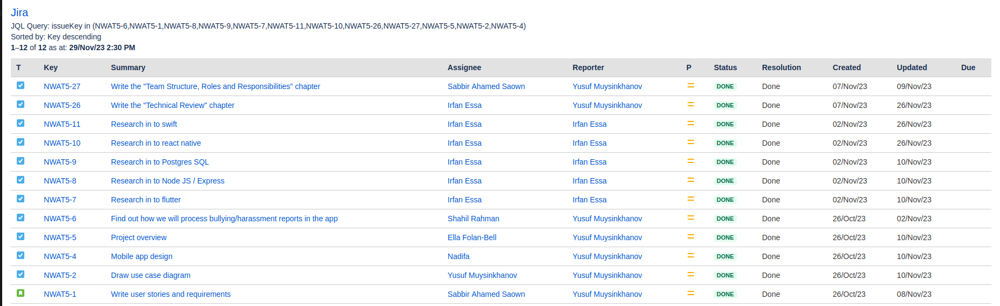 Jira
JQL Query: issueKey in (NWAT5-6,NWAT5-1,NWAT5-8,NWAT5-9,NWAT5-7,NWAT5-11,NWAT5-10,NWAT5-26,NWAT5-27,NWAT5-5,NWAT5-2,NWAT5-4)
Sorted by: Key descending
1–12 of 12 as at: 29/Nov/23 2:30 PM
T Key Summary Assignee Reporter P Status Resolution Created Updated Due
NWAT5-27 Write the "Team Structure, Roles and Responsibilities" chapter Sabbir Ahamed Saown Yusuf Muysinkhanov DONE Done 07/Nov/23 09/Nov/23
NWAT5-26 Write the "Technical Review" chapter Irfan Essa Yusuf Muysinkhanov DONE Done 07/Nov/23 26/Nov/23
NWAT5-11 Research in to swift Irfan Essa Irfan Essa DONE Done 02/Nov/23 26/Nov/23
NWAT5-10 Research in to react native Irfan Essa Irfan Essa DONE Done 02/Nov/23 26/Nov/23
NWAT5-9 Research in to Postgres SQL Irfan Essa Irfan Essa DONE Done 02/Nov/23 10/Nov/23
NWAT5-8 Research in to Node JS / Express Irfan Essa Irfan Essa DONE Done 02/Nov/23 10/Nov/23
NWAT5-7 Research in to flutter Irfan Essa Irfan Essa DONE Done 02/Nov/23 10/Nov/23
NWAT5-6 Find out how we will process bullying/harassment reports in the app Shahil Rahman Yusuf Muysinkhanov DONE Done 26/Oct/23 02/Nov/23
NWAT5-5 Project overview Ella Folan-Bell Yusuf Muysinkhanov DONE Done 26/Oct/23 10/Nov/23
NWAT5-4 Mobile app design Nadifa Yusuf Muysinkhanov DONE Done 26/Oct/23 10/Nov/23
NWAT5-2 Draw use case diagram Yusuf Muysinkhanov Yusuf Muysinkhanov DONE Done 26/Oct/23 10/Nov/23
NWAT5-1 Write user stories and requirements Sabbir Ahamed Saown Yusuf Muysinkhanov DONE Done 26/Oct/23 08/Nov/23